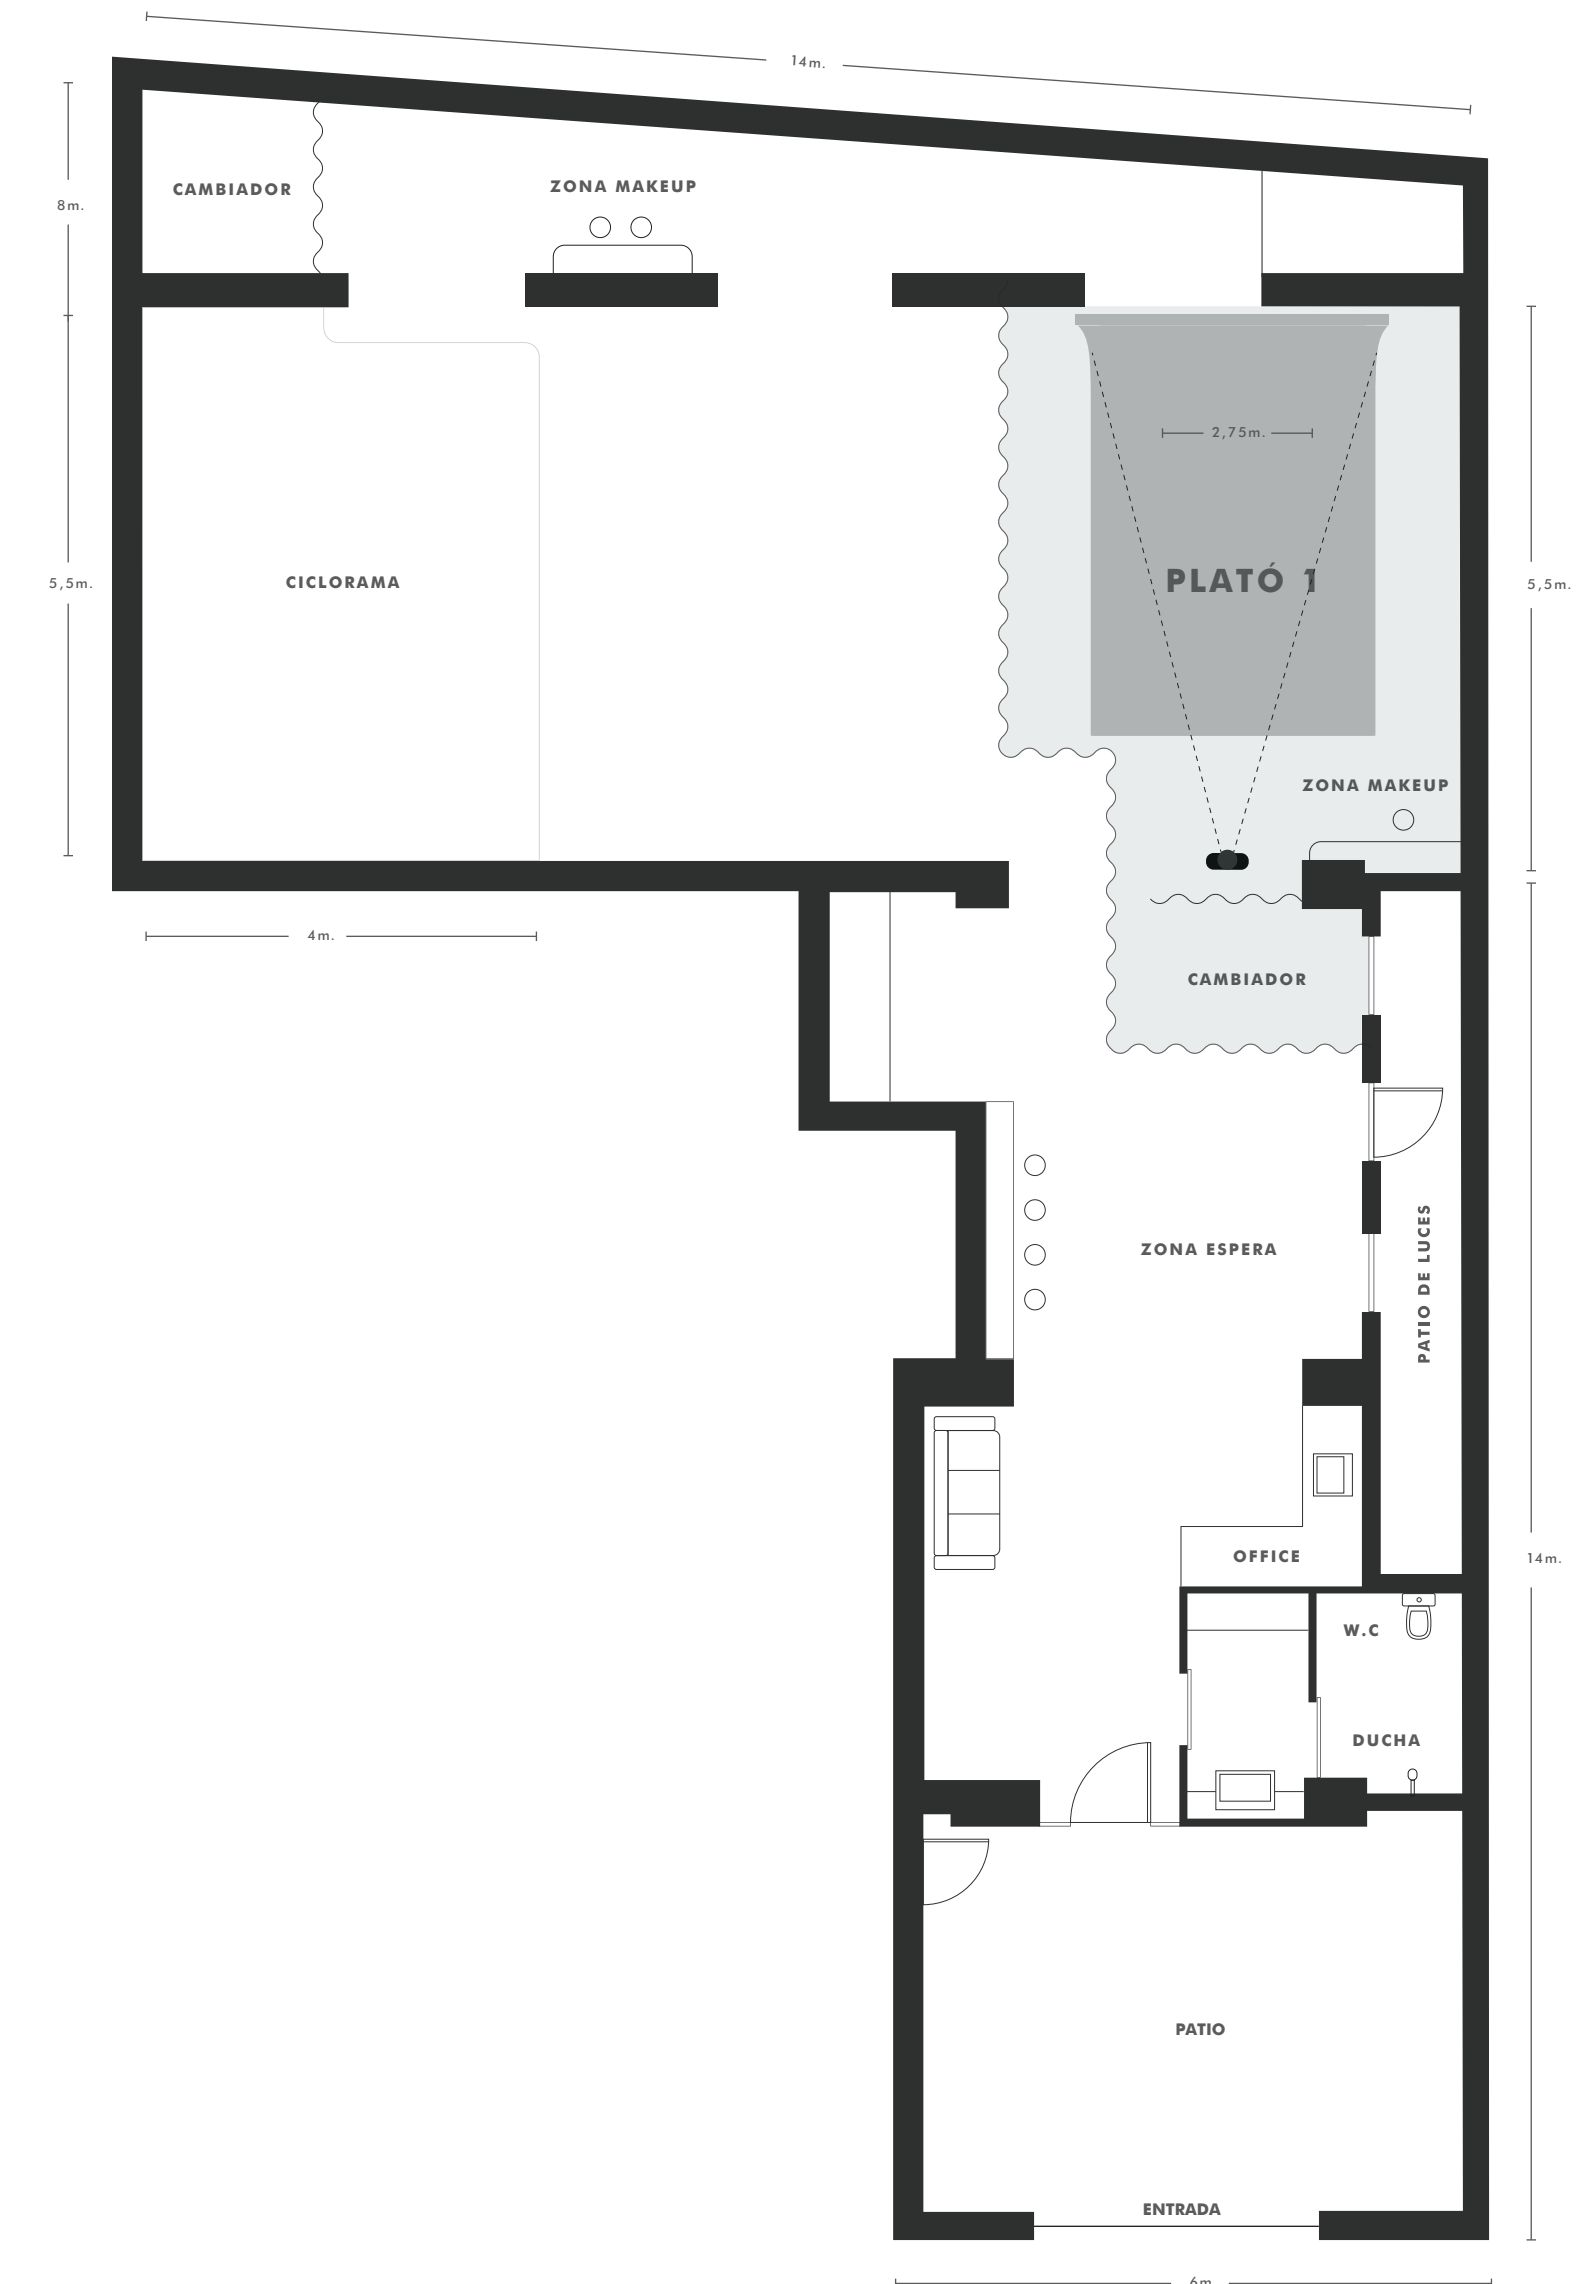 14m.
CAMBIADOR
ZONA MAKEUP
8m.
2,75m.
PLATÓ 1
CICLORAMA
5,5m.
5,5m.
ZONA MAKEUP
4m.
CAMBIADOR
ZONA ESPERA
PATIO DE LUCES
OFFICE
14m.
W.C
DUCHA
PATIO
ENTRADA
6m